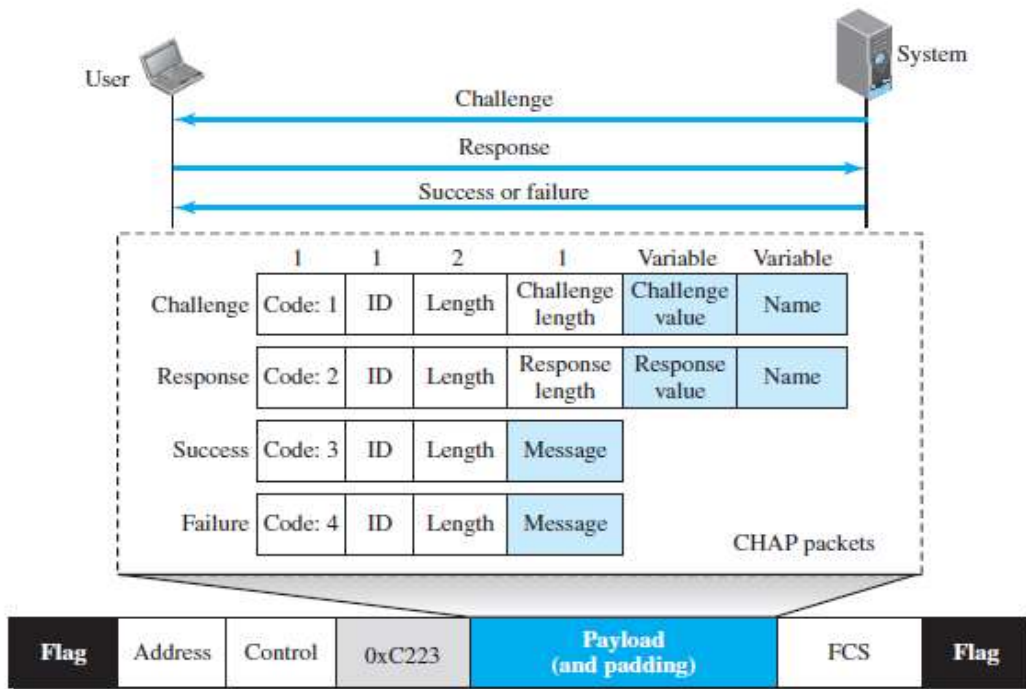 User
System
Challenge
Response
Success or failure
1 1 2 1 Variable Variable
Challenge Code: 1 ID Length Challenge length Challenge value Name
Response Code: 2 ID Length Response length Response value Name
Success Code: 3 ID Length Message
Failure Code: 4 ID Length Message
CHAP packets
Flag Address Control 0xC223 Payload (and padding) FCS Flag